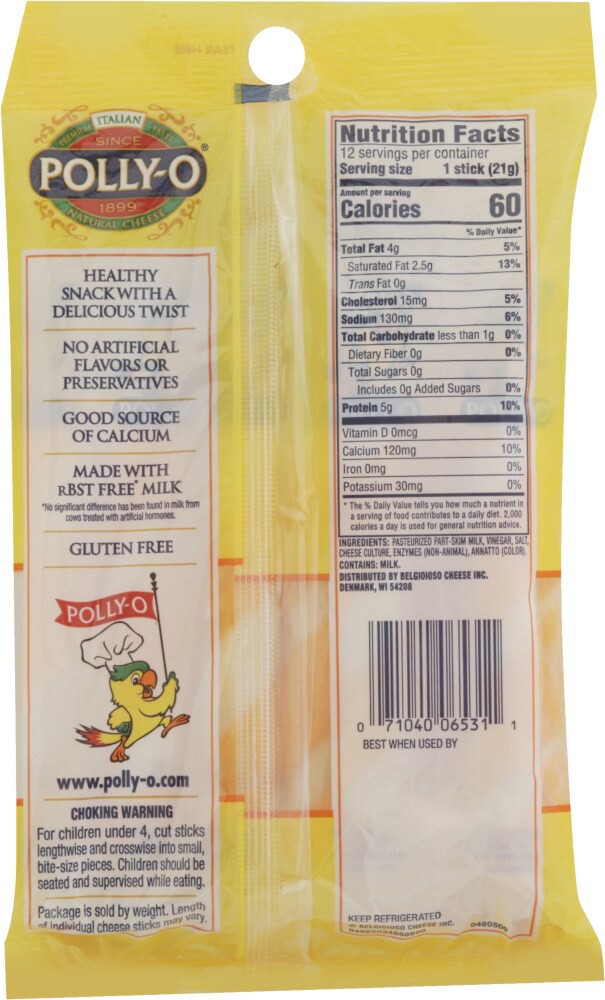 ITALIAN
PREMIUM TASTE
SINCE
POLLY-O®
1899
NATURAL CHEESE
HEALTHY
SNACK WITH A
DELICIOUS TWIST
NO ARTIFICIAL
FLAVORS OR
PRESERVATIVES
GOOD SOURCE
OF CALCIUM
MADE WITH
RBST FREE* MILK
*No significant difference has been found in milk from
cows treated with artificial hormones.
GLUTEN FREE
POLLY-O
www.polly-o.com
CHOKING WARNING
For children under 4, cut sticks
lengthwise and crosswise into small,
bite-size pieces. Children should be
seated and supervised while eating.
Package is sold by weight. Length
of individual cheese sticks may vary.
Nutrition Facts
12 servings per container
Serving size 1 stick (21g)
Amount per serving
Calories 60
% Daily Value*
Total Fat 4g 5%
Saturated Fat 2.5g 13%
Trans Fat 0g
Cholesterol 15mg 5%
Sodium 130mg 6%
Total Carbohydrate less than 1g 0%
Dietary Fiber 0g 0%
Total Sugars 0g
Includes 0g Added Sugars 0%
Protein 5g 10%
Vitamin D 0mcg 0%
Calcium 120mg 10%
Iron 0mg 0%
Potassium 30mg 0%
* The % Daily Value tells you how much a nutrient in
a serving of food contributes to a daily diet. 2,000
calories a day is used for general nutrition advice.
INGREDIENTS: PASTEURIZED PART-SKIM MILK, VINEGAR, SALT,
CHEESE CULTURE, ENZYMES (NON-ANIMAL), ANNATTO (COLOR).
CONTAINS: MILK.
DISTRIBUTED BY BELGIOIOSO CHEESE INC.
DENMARK, WI 54208
0 71040 06531 1
BEST WHEN USED BY
KEEP REFRIGERATED
© BELGIOIOSO CHEESE INC.